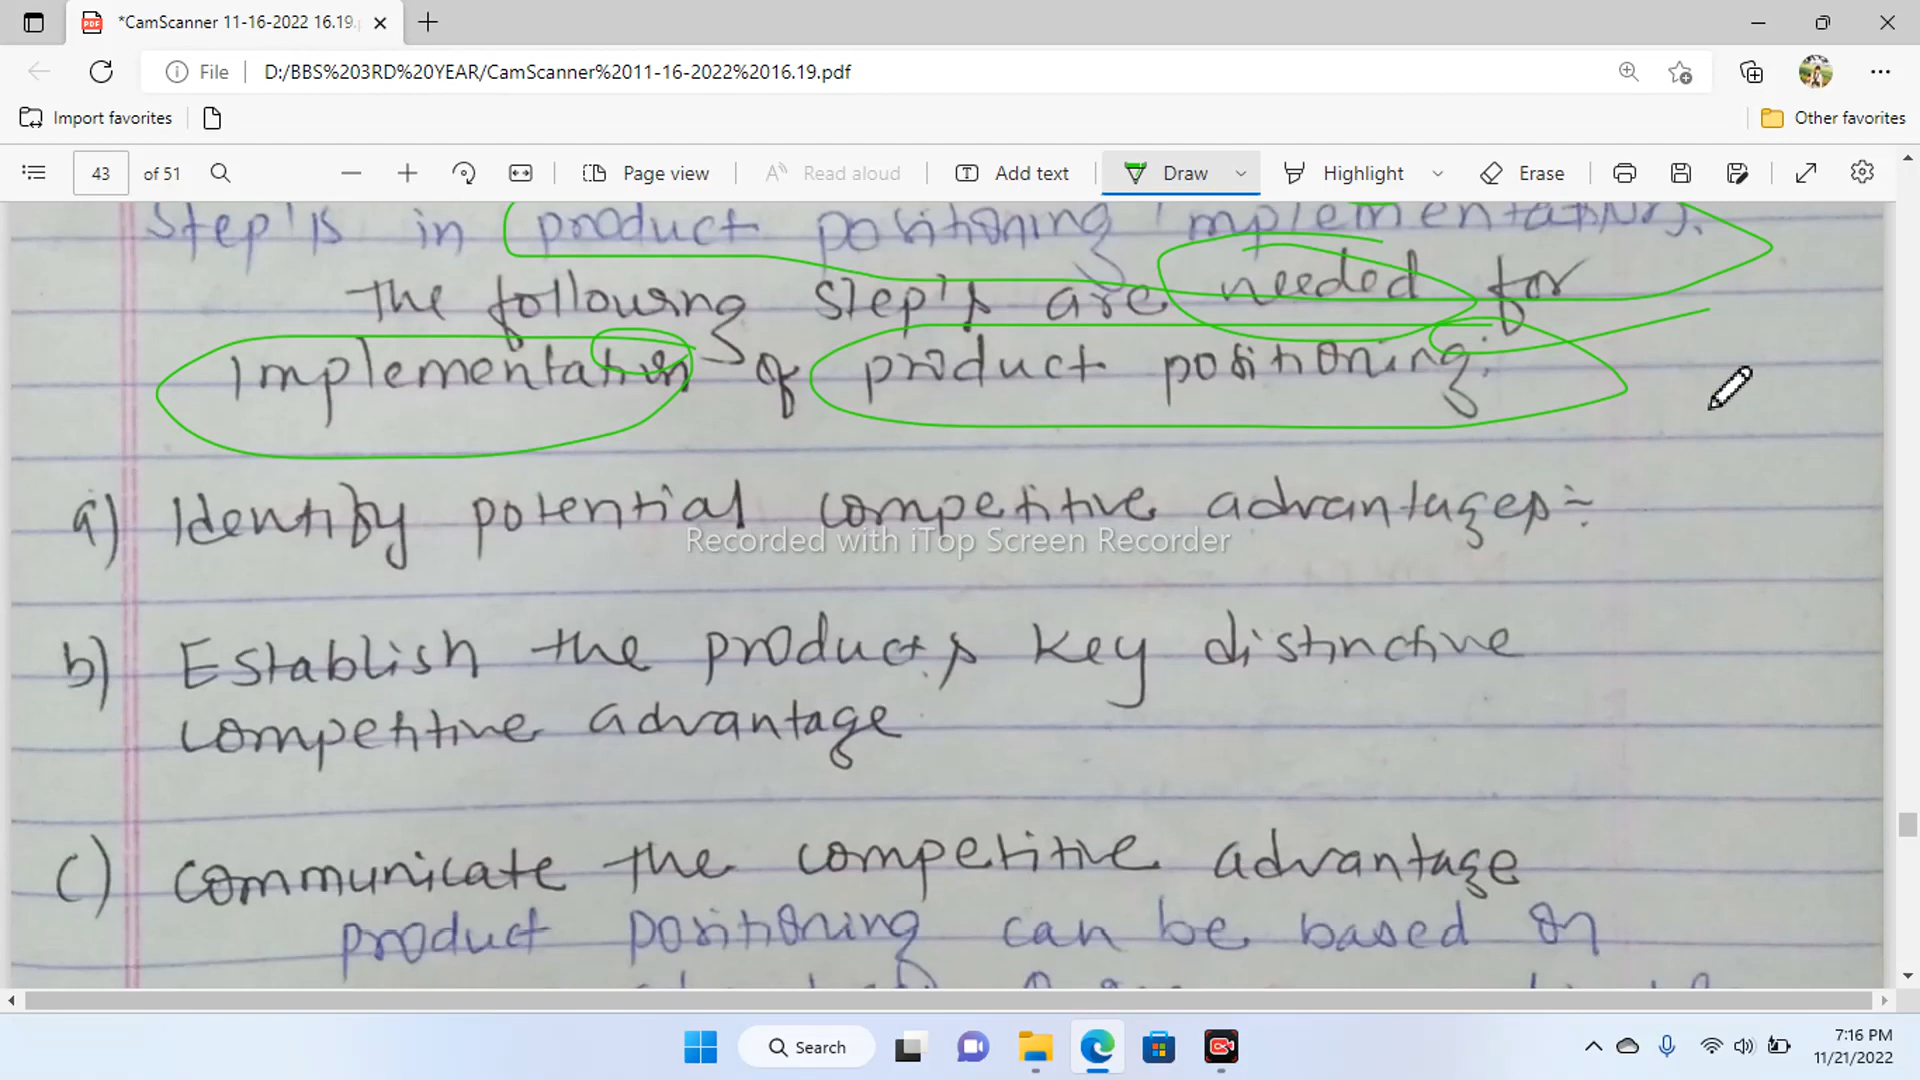 *CamScanner 11-16-2022 16.19.
File
D:/BBS%203RD%20YEAR/CamScanner%2011-16-2022%2016.19.pdf
Import favorites
Other favorites
43 of 51
Page view
Read aloud
Add text
Draw
Highlight
Erase
Step's in product positioning implementation.
The following step's are needed for
Implementation of product positioning:
a) Identify potential competitive advantages:-
Recorded with iTop Screen Recorder
b) Establish the product's key distinctive
competitive advantage
c) communicate the competitive advantage
product positioning can be based on
Search
7:16 PM
11/21/2022